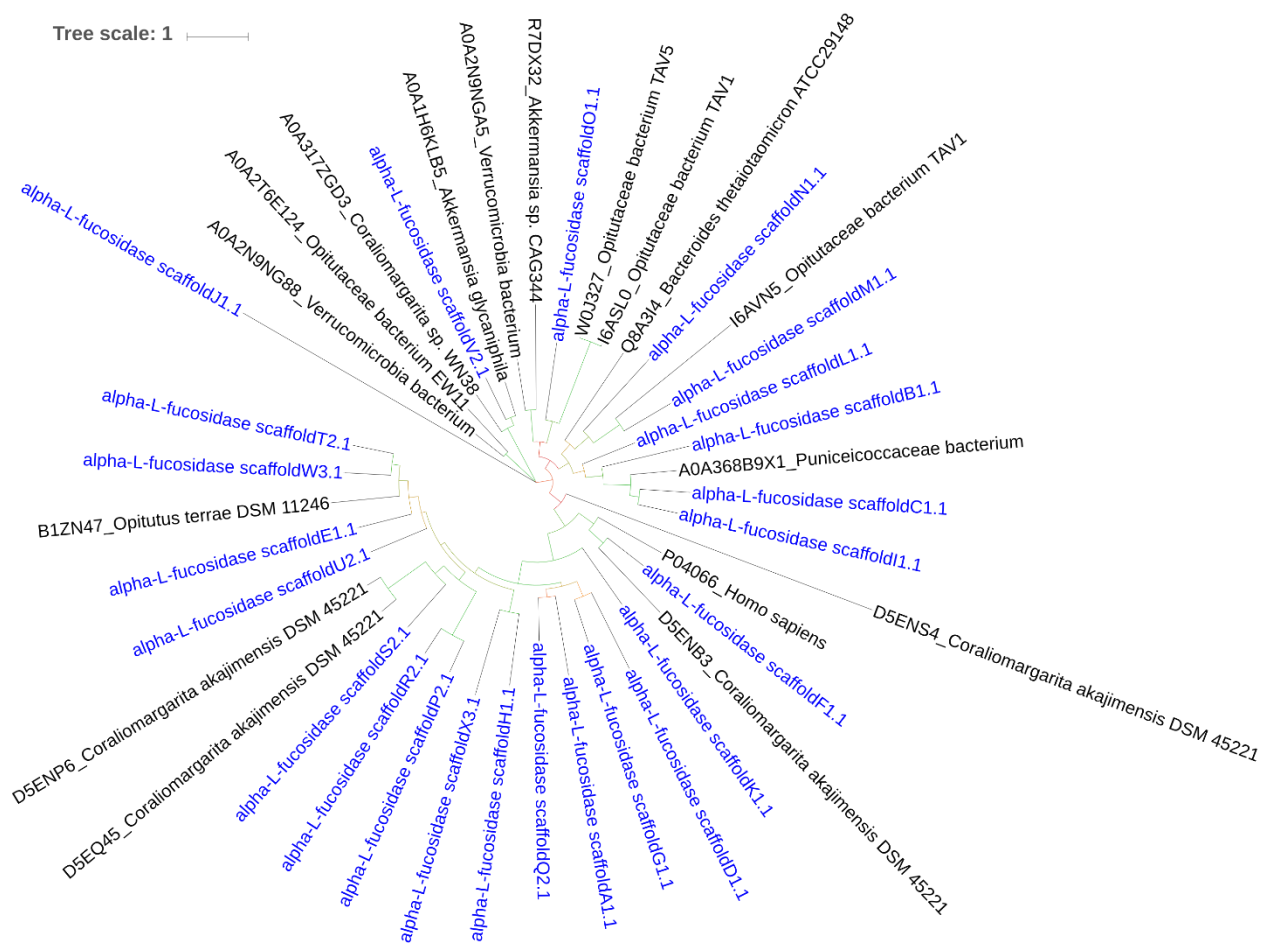 Tree scale: 1
R7DX32_Akkermansia sp. CAG344
alpha-L-fucosidase scaffoldO1.1
W0J327_Opitutaceae bacterium TAV5
I6ASL0_Opitutaceae bacterium TAV1
Q8A3I4_Bacteroides thetaiotaomicron ATCC29148
alpha-L-fucosidase scaffoldN1.1
I6AVN5_Opitutaceae bacterium TAV1
alpha-L-fucosidase scaffoldM1.1
alpha-L-fucosidase scaffoldL1.1
alpha-L-fucosidase scaffoldB1.1
A0A368B9X1_Puniceicoccaceae bacterium
alpha-L-fucosidase scaffoldC1.1
alpha-L-fucosidase scaffoldI1.1
D5ENS4_Coraliomargarita akajimensis DSM 45221
P04066_Homo sapiens
alpha-L-fucosidase scaffoldF1.1
D5ENB3_Coraliomargarita akajimensis DSM 45221
alpha-L-fucosidase scaffoldK1.1
alpha-L-fucosidase scaffoldD1.1
alpha-L-fucosidase scaffoldG1.1
alpha-L-fucosidase scaffoldA1.1
alpha-L-fucosidase scaffoldQ2.1
alpha-L-fucosidase scaffoldH1.1
alpha-L-fucosidase scaffoldX3.1
alpha-L-fucosidase scaffoldP2.1
alpha-L-fucosidase scaffoldR2.1
alpha-L-fucosidase scaffoldS2.1
D5EQ45_Coraliomargarita akajimensis DSM 45221
D5ENP6_Coraliomargarita akajimensis DSM 45221
alpha-L-fucosidase scaffoldU2.1
alpha-L-fucosidase scaffoldE1.1
B1ZN47_Opitutus terrae DSM 11246
alpha-L-fucosidase scaffoldW3.1
alpha-L-fucosidase scaffoldT2.1
alpha-L-fucosidase scaffoldJ1.1
A0A2N9NG88_Verrucomicrobia bacterium
A0A2T6E124_Opitutaceae bacterium EW11
A0A317ZGD3_Coraliomargarita sp. WN38
alpha-L-fucosidase scaffoldV2.1
A0A1H6KLB5_Akkermansia glycaniphila
A0A2N9NGA5_Verrucomicrobia bacterium